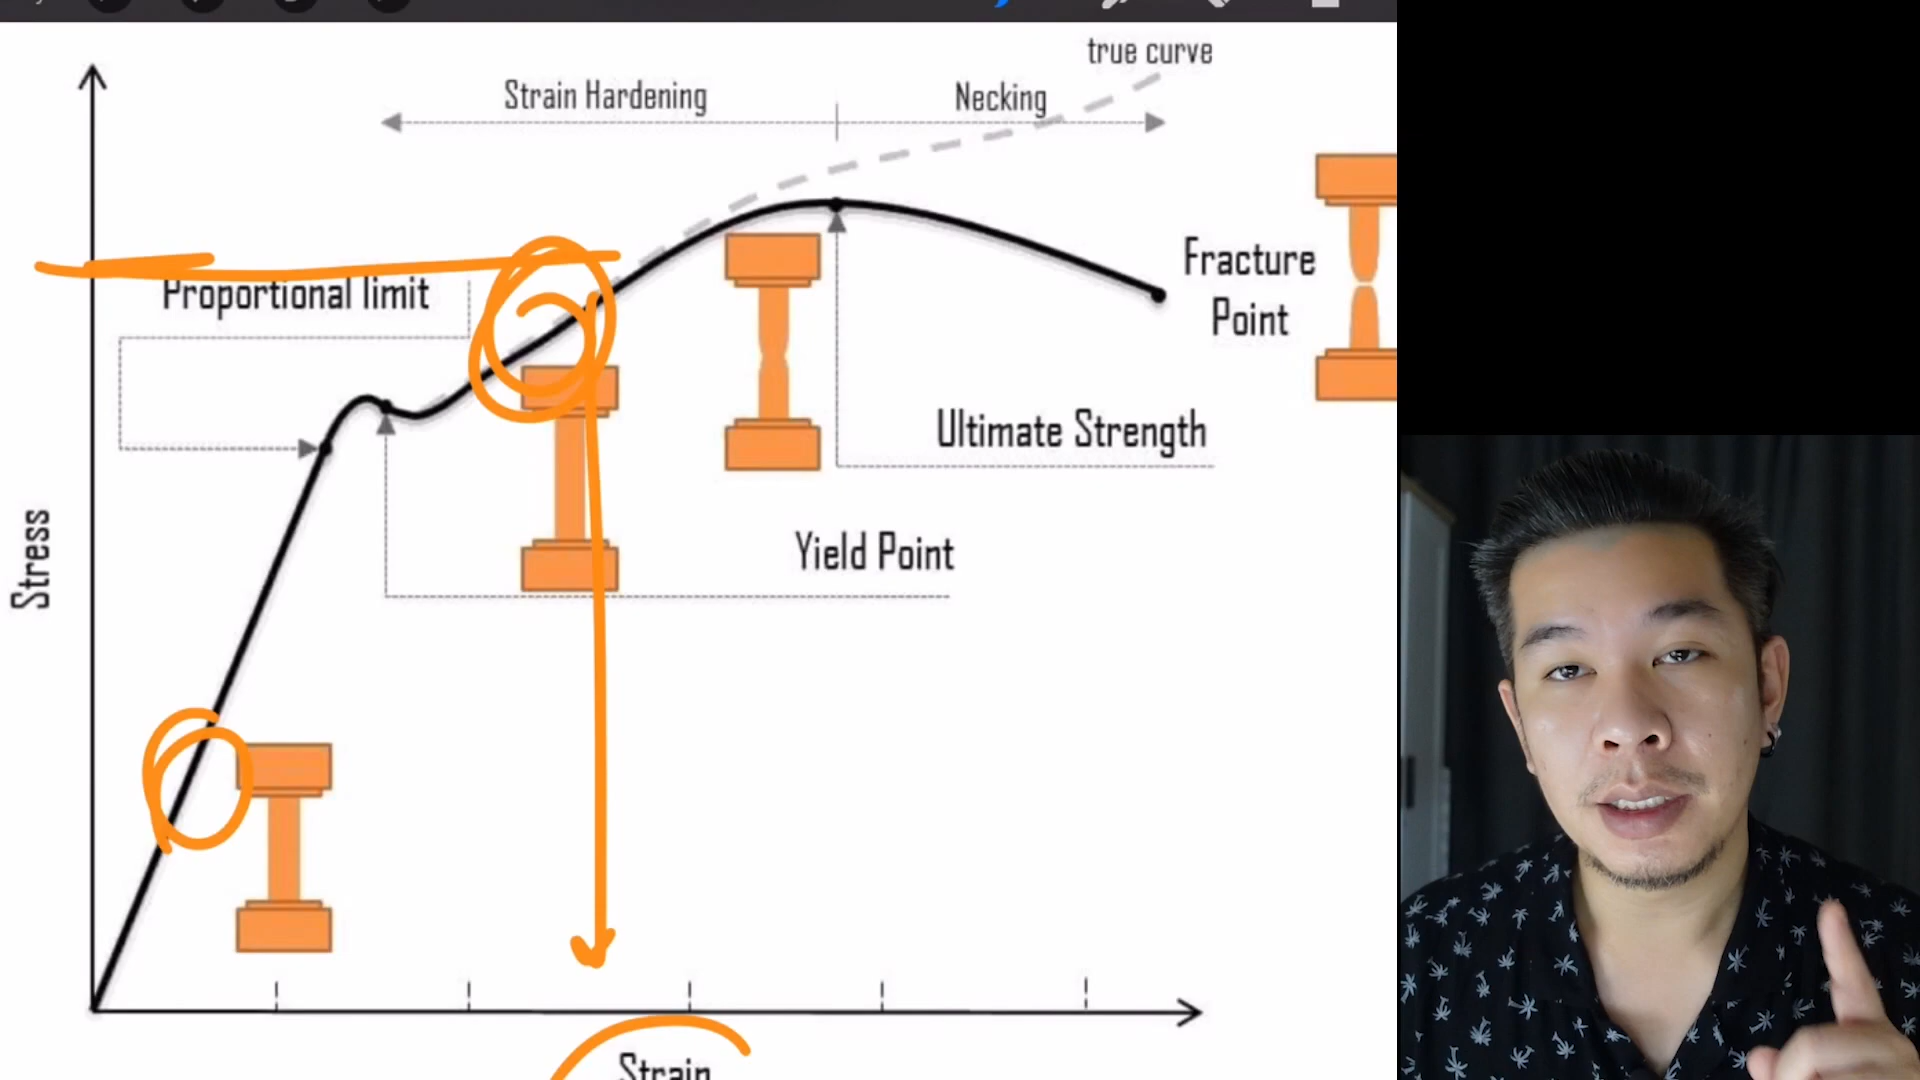 true curve
Strain Hardening
Necking
Proportional limit
Fracture
Point
Ultimate Strength
Yield Point
Stress
Strain